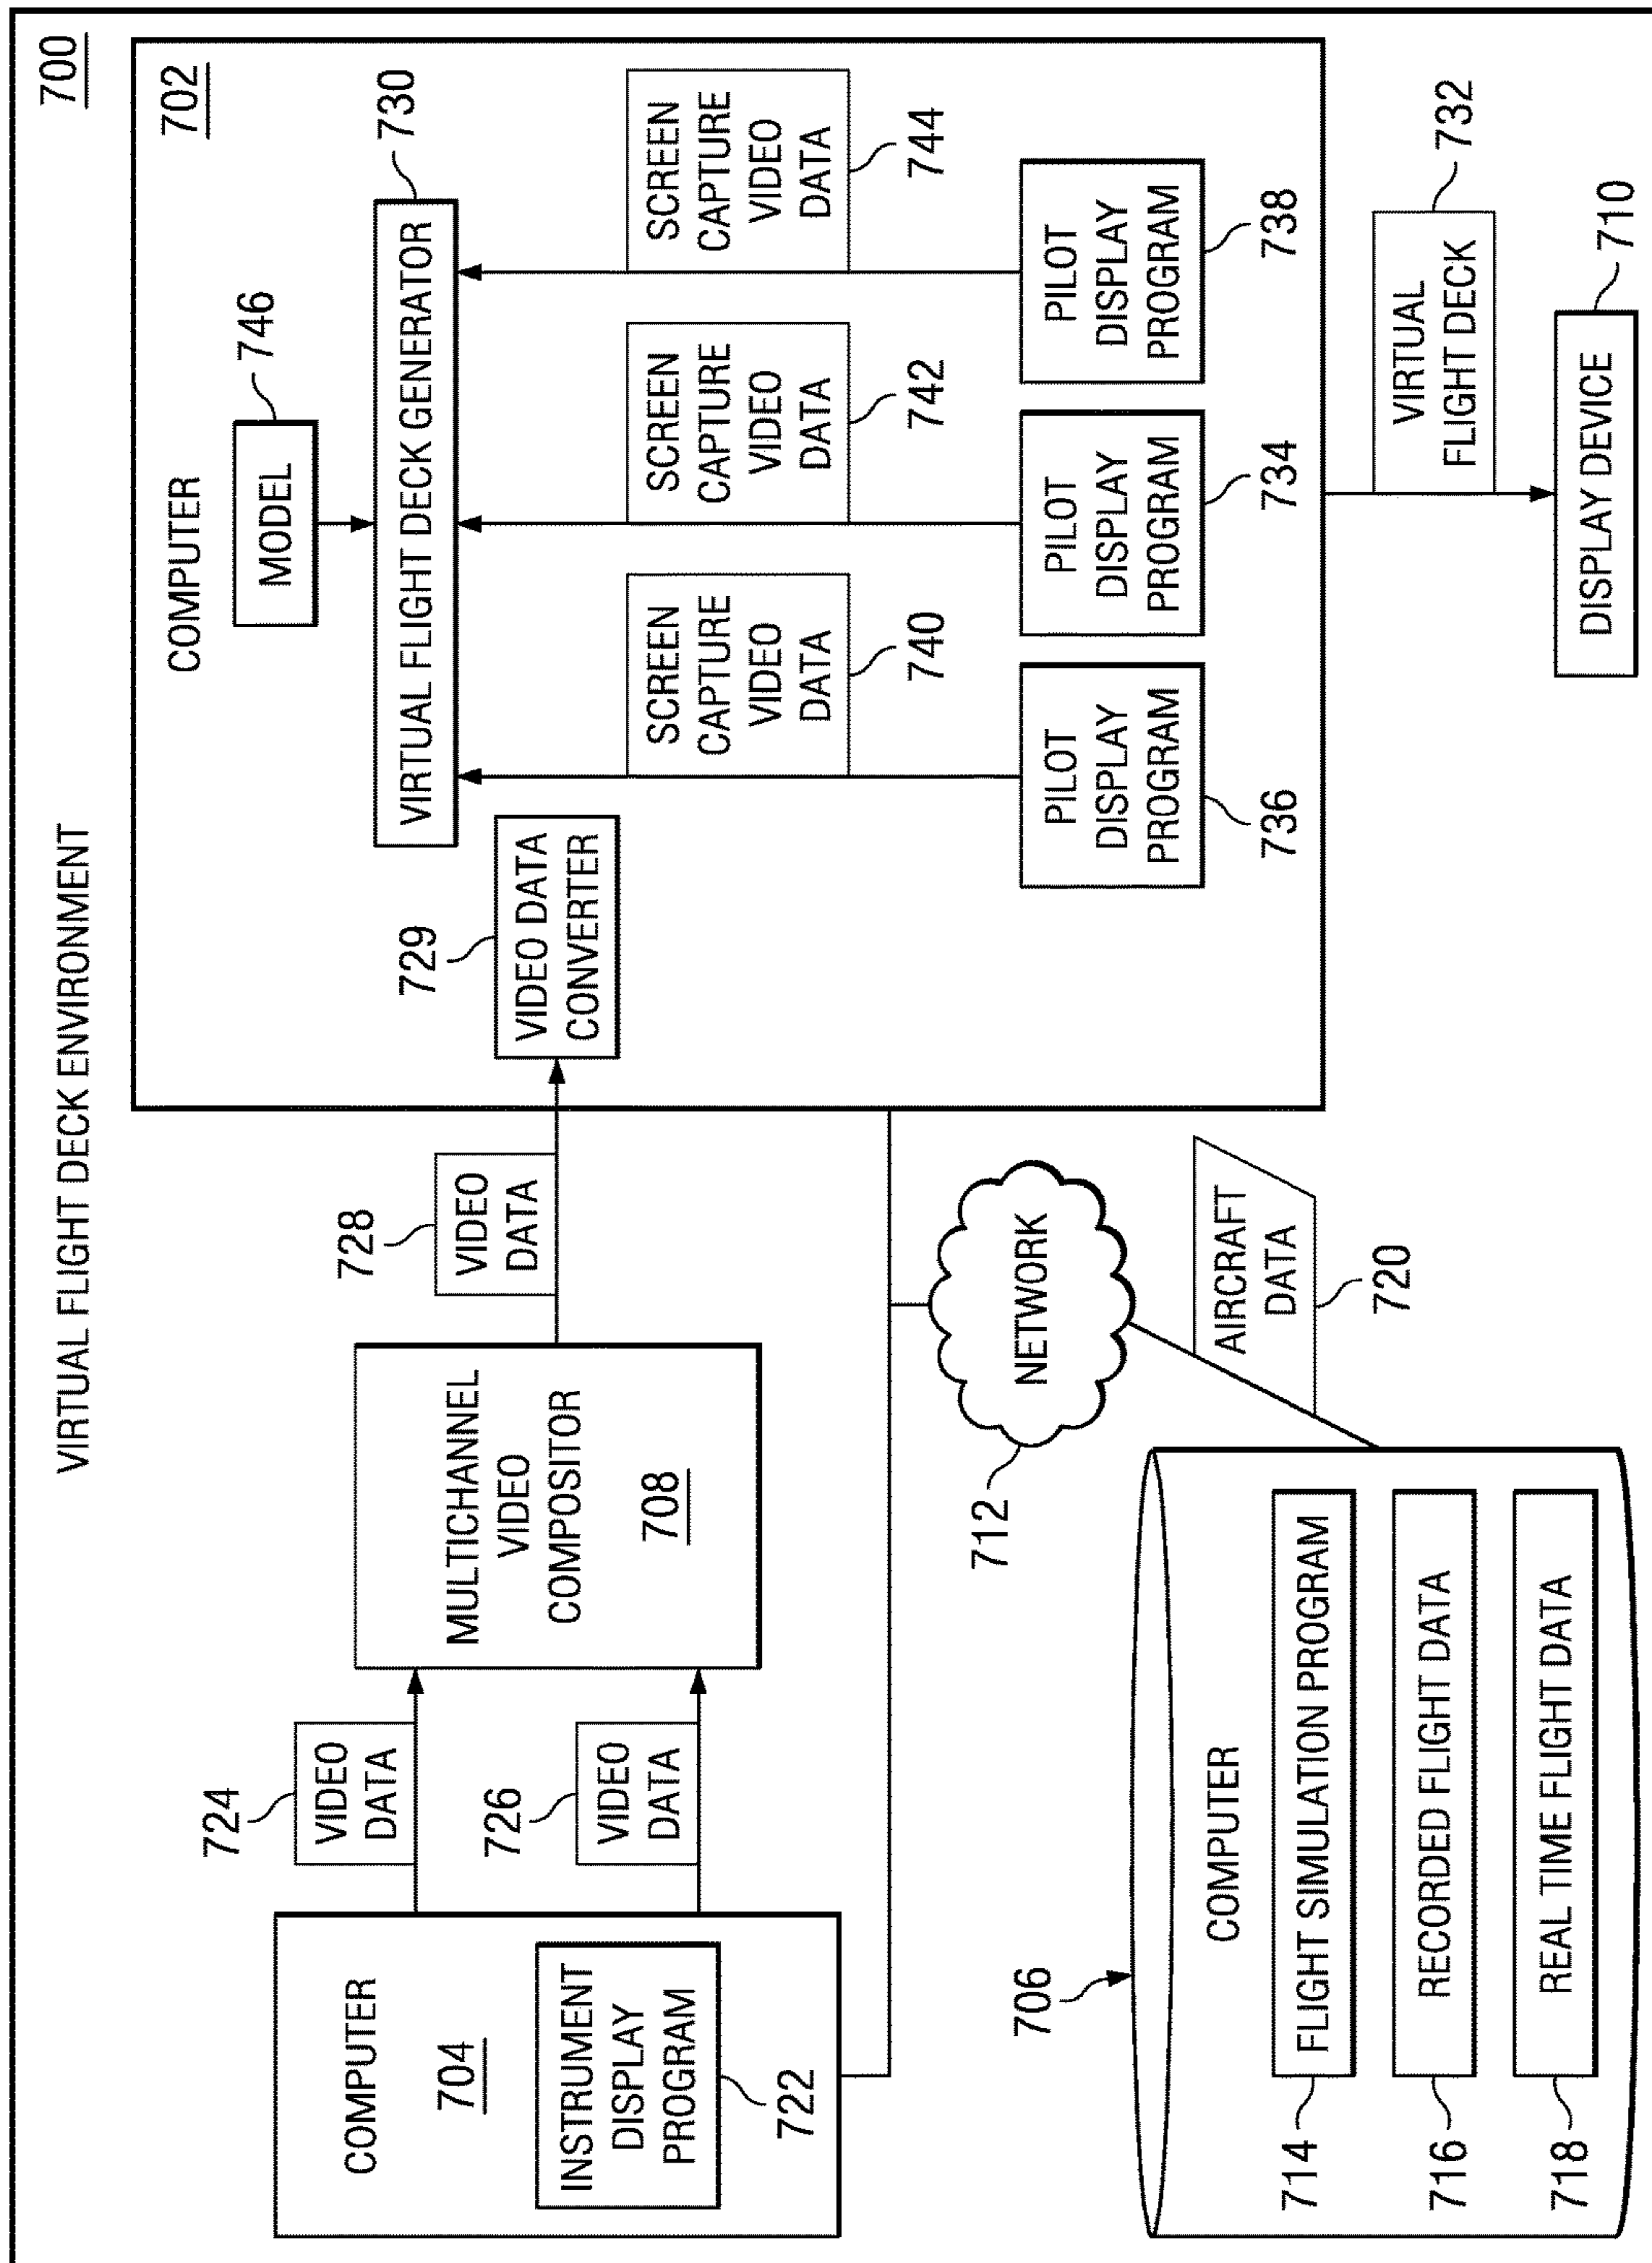 VIRTUAL FLIGHT DECK ENVIRONMENT
700
COMPUTER
704
INSTRUMENT
DISPLAY
PROGRAM
722
724
VIDEO
DATA
726
VIDEO
DATA
MULTICHANNEL
VIDEO
COMPOSITOR
708
728
VIDEO
DATA
COMPUTER
702
MODEL
746
VIRTUAL FLIGHT DECK GENERATOR
730
729
VIDEO DATA
CONVERTER
SCREEN
CAPTURE
VIDEO
DATA
740
SCREEN
CAPTURE
VIDEO
DATA
742
SCREEN
CAPTURE
VIDEO
DATA
744
PILOT
DISPLAY
PROGRAM
736
PILOT
DISPLAY
PROGRAM
734
PILOT
DISPLAY
PROGRAM
738
NETWORK
712
AIRCRAFT
DATA
720
706
COMPUTER
714
FLIGHT SIMULATION PROGRAM
716
RECORDED FLIGHT DATA
718
REAL TIME FLIGHT DATA
VIRTUAL
FLIGHT DECK
732
DISPLAY DEVICE
710